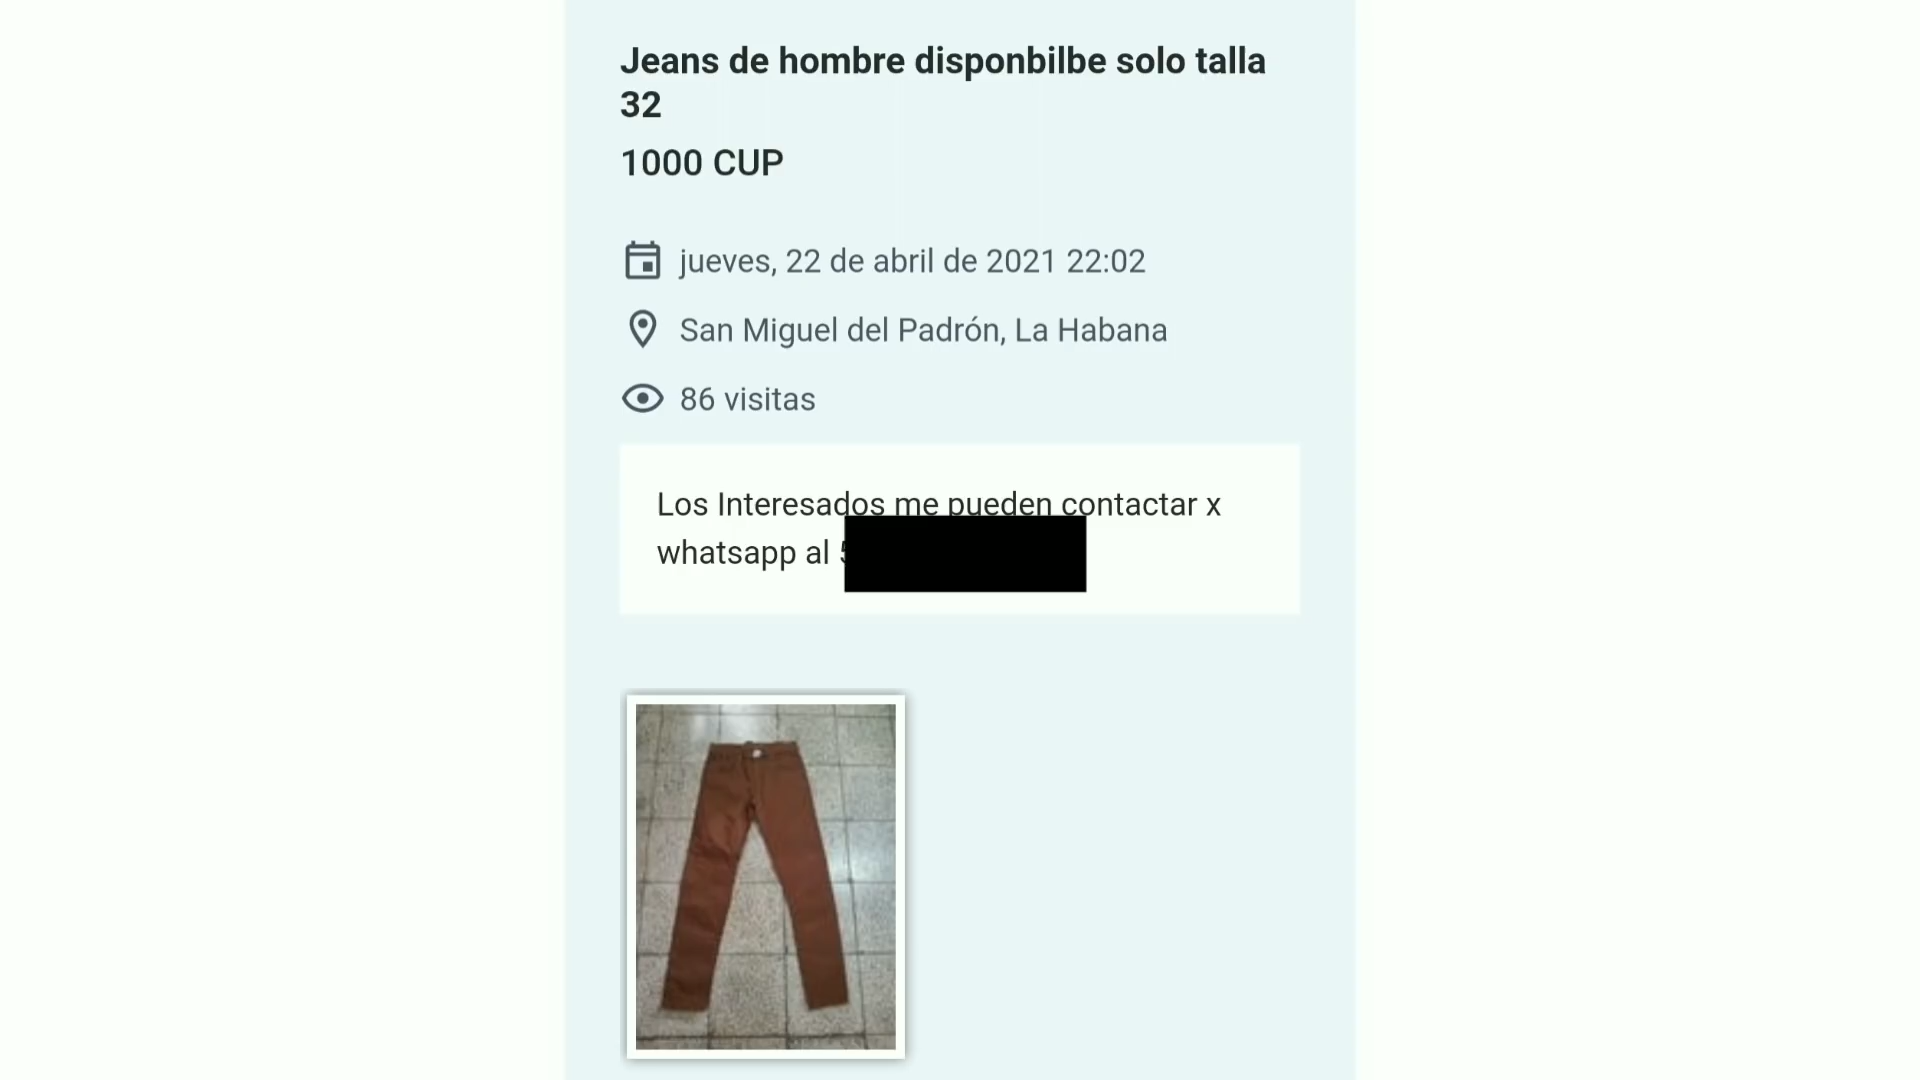 Jeans de hombre disponbilbe solo talla
32
1000 CUP
jueves, 22 de abril de 2021 22:02
San Miguel del Padrón, La Habana
86 visitas
Los Interesados me pueden contactar x
whatsapp al